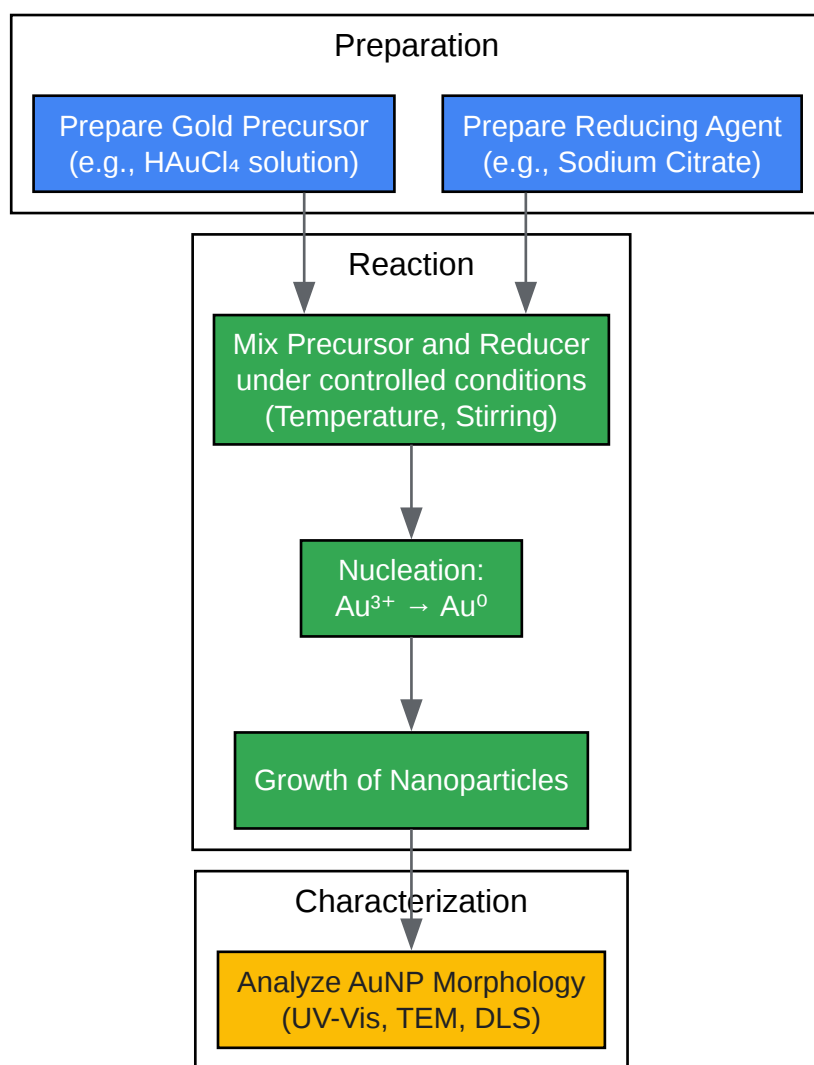 Preparation
Prepare Gold Precursor
(e.g., HAuCl₄ solution)
Prepare Reducing Agent
(e.g., Sodium Citrate)
Reaction
Mix Precursor and Reducer
under controlled conditions
(Temperature, Stirring)
Nucleation:
Au³⁺ → Au⁰
Growth of Nanoparticles
Characterization
Analyze AuNP Morphology
(UV-Vis, TEM, DLS)